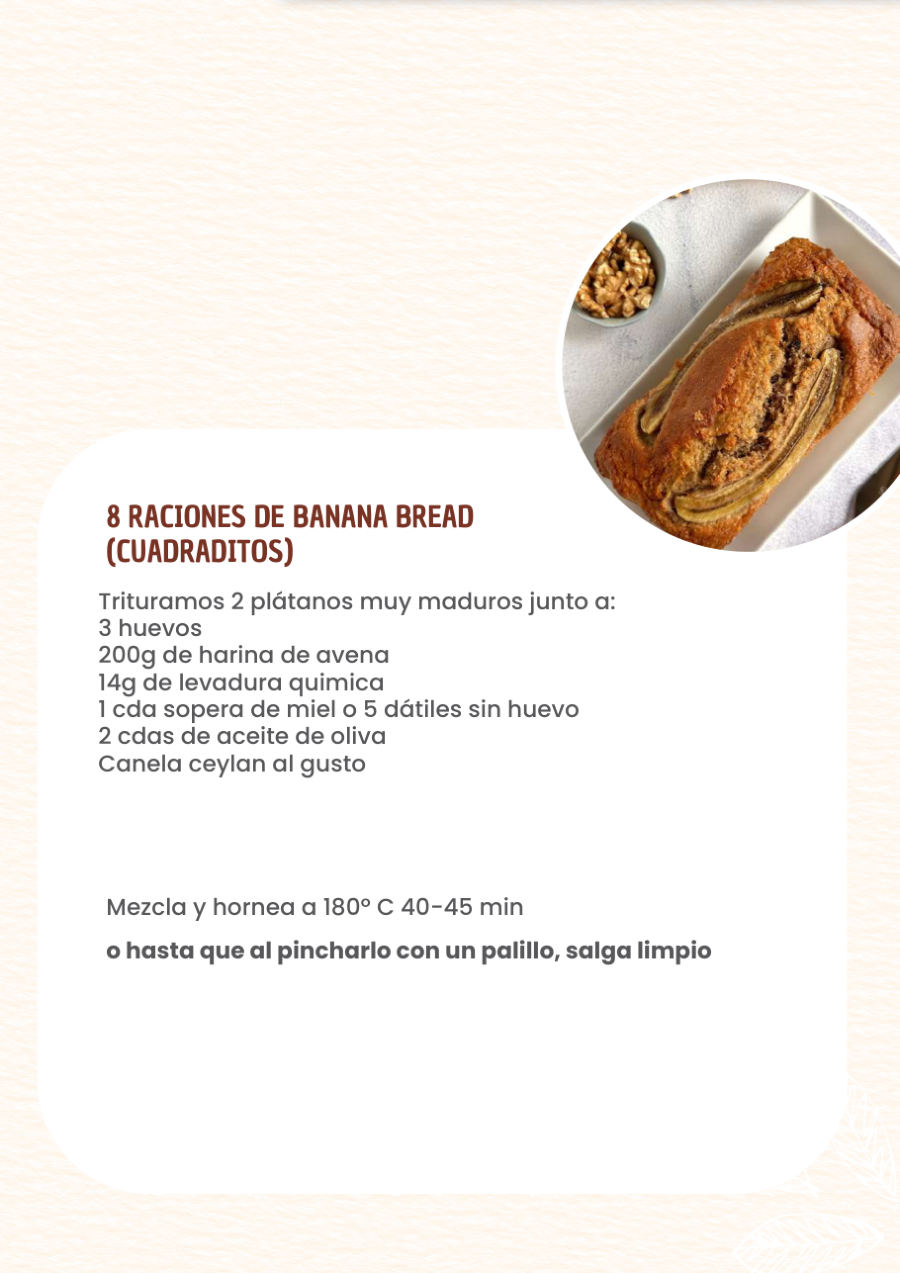 8 RACIONES DE BANANA BREAD
(CUADRADITOS)
Trituramos 2 plátanos muy maduros junto a:
3 huevos
200g de harina de avena
14g de levadura quimica
1 cda sopera de miel o 5 dátiles sin huevo
2 cdas de aceite de oliva
Canela ceylan al gusto
Mezcla y hornea a 180º C 40-45 min
o hasta que al pincharlo con un palillo, salga limpio